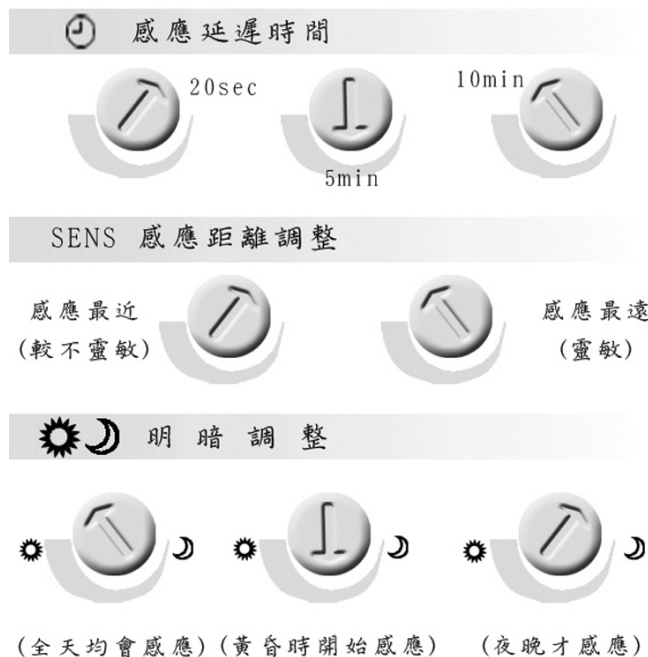 感應延遲時間
20sec
10min
5min
SENS 感應距離調整
感應最近
(較不靈敏)
感應最遠
(靈敏)
明暗調整
(全天均會感應) (黃昏時開始感應) (夜晚才感應)